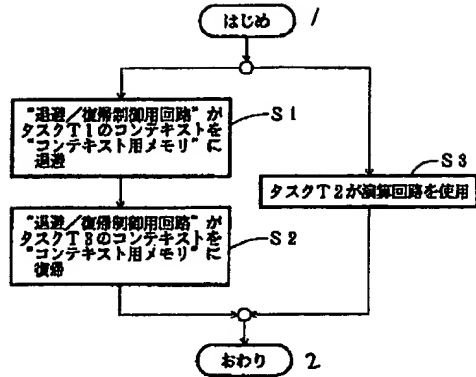 はじめ 1
"退避／復帰制御用回路"が
タスクT1のコンテキストを
"コンテキスト用メモリ"に
退避
S1
タスクT2が演算回路を使用
S3
"退避／復帰制御用回路"が
タスクT3のコンテキストを
"コンテキスト用メモリ"に
復帰
S2
おわり 2